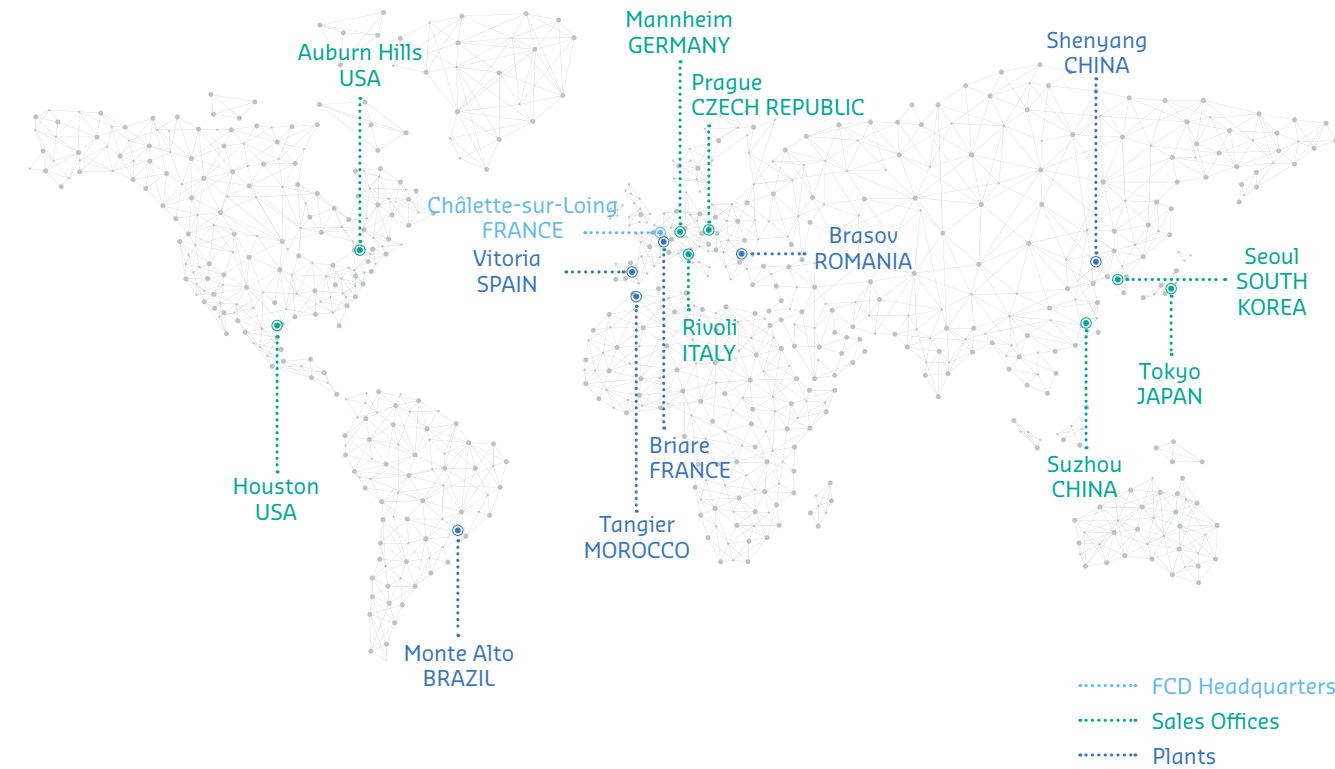 Auburn Hills
USA
Mannheim
GERMANY
Prague
CZECH REPUBLIC
Shenyang
CHINA
Châlette-sur-Loing
FRANCE
Vitoria
SPAIN
Brasov
ROMANIA
Seoul
SOUTH
KOREA
Rivoli
ITALY
Tokyo
JAPAN
Briare
FRANCE
Suzhou
CHINA
Houston
USA
Tangier
MOROCCO
Monte Alto
BRAZIL
FCD Headquarters
Sales Offices
Plants